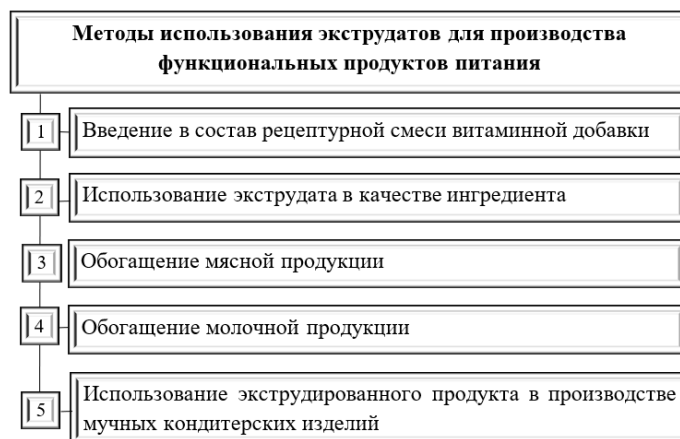 Методы использования экструдатов для производства
функциональных продуктов питания
1 Введение в состав рецептурной смеси витаминной добавки
2 Использование экструдата в качестве ингредиента
3 Обогащение мясной продукции
4 Обогащение молочной продукции
5 Использование экструдированного продукта в производстве
мучных кондитерских изделий